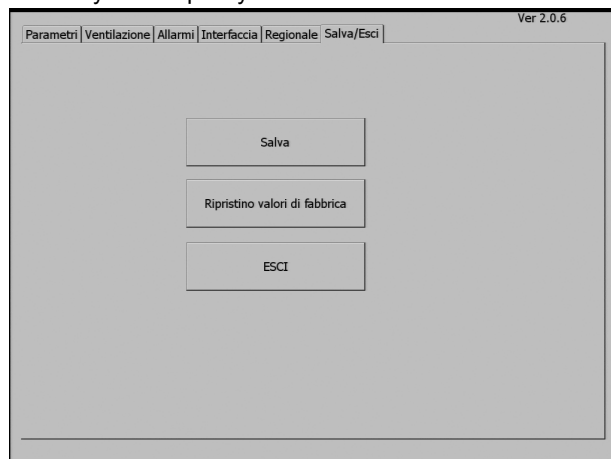 Ver 2.0.6
Parametri Ventilazione Allarmi Interfaccia Regionale Salva/Esci
Salva
Ripristino valori di fabbrica
ESCI